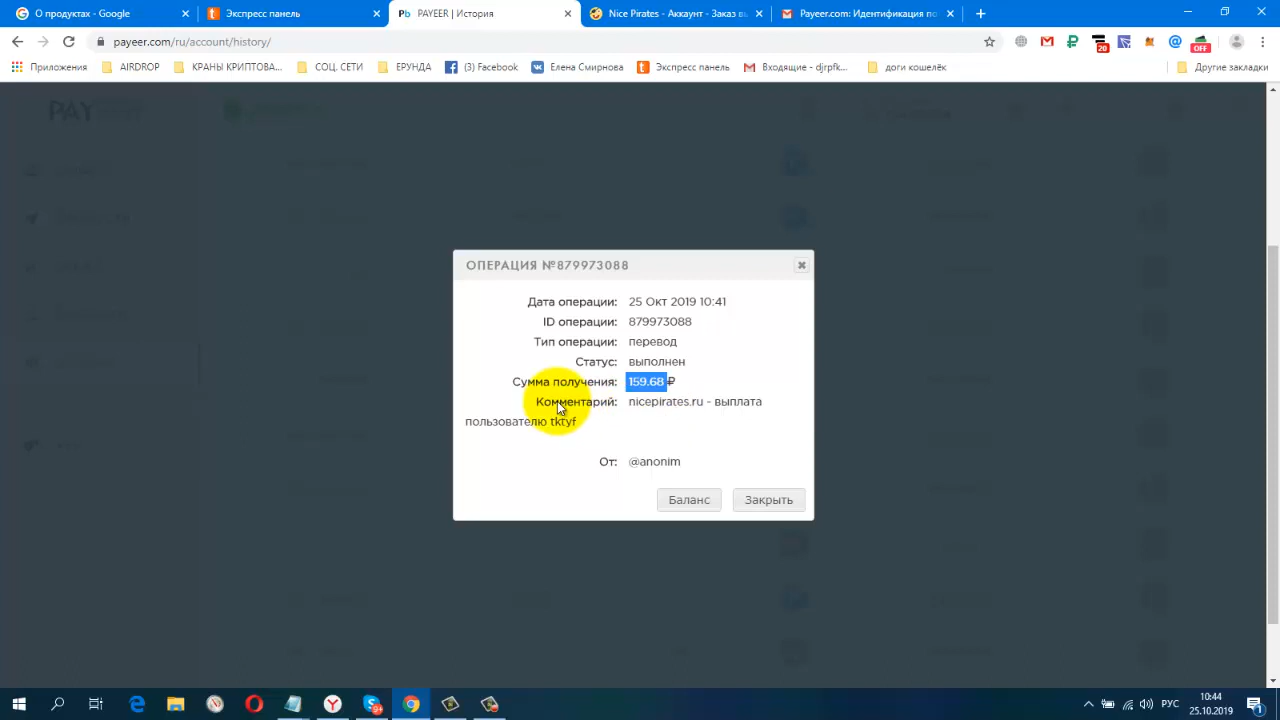 О продуктах - Google
Экспресс панель
PAYEER | История
Nice Pirates - Аккаунт - Заказ в
Payeer.com: Идентификация по
payeer.com/ru/account/history/
20
OFF
Приложения
AIRDROP
КРАНЫ КРИПТОВА...
СОЦ. СЕТИ
ЕРУНДА
(3) Facebook
Елена Смирнова
Экспресс панель
Входящие - djrpfk...
доги кошелёк
Другие закладки
PAY
ОПЕРАЦИЯ №879973088
Дата операции: 25 Окт 2019 10:41
ID операции: 879973088
Тип операции: перевод
Статус: выполнен
Сумма получения: 159.68 ₽
Комментарий: nicepirates.ru - выплата
пользователю tktyf
От: @anonim
Баланс
Закрыть
РУС
10:44
25.10.2019